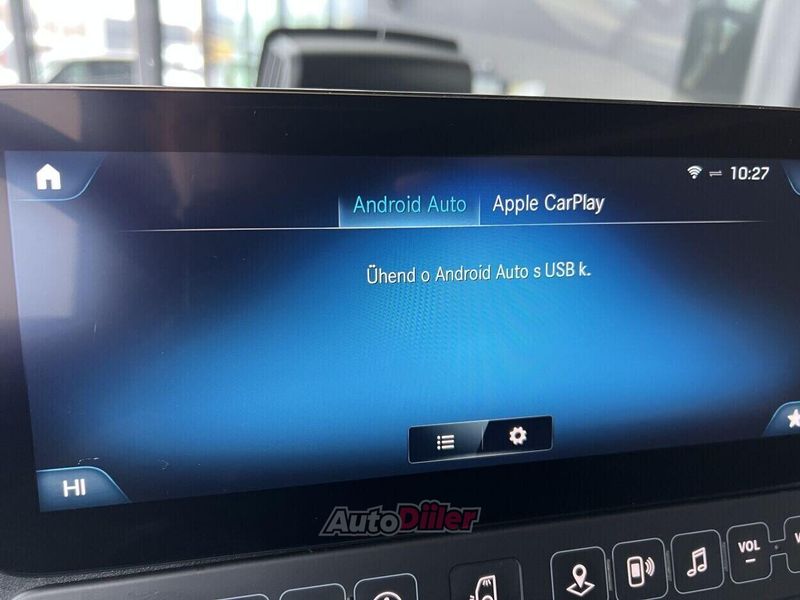 10:27
Android Auto Apple CarPlay
Ühend o Android Auto s USB k.
HI
AutoDiiler
VOL